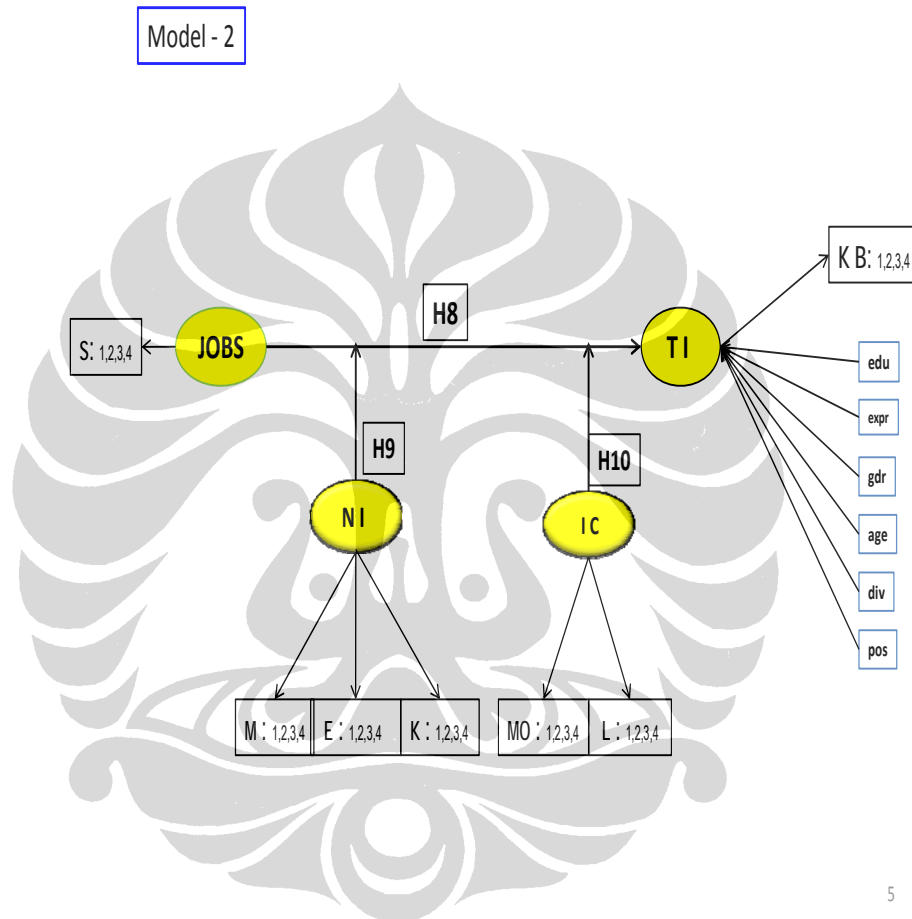 Model - 2
K B: 1,2,3,4
H8
S: 1,2,3,4
JOBS
T I
edu
expr
H9
H10
gdr
N I
I C
age
div
pos
M : 1,2,3,4
E : 1,2,3,4
K : 1,2,3,4
MO : 1,2,3,4
L : 1,2,3,4
5